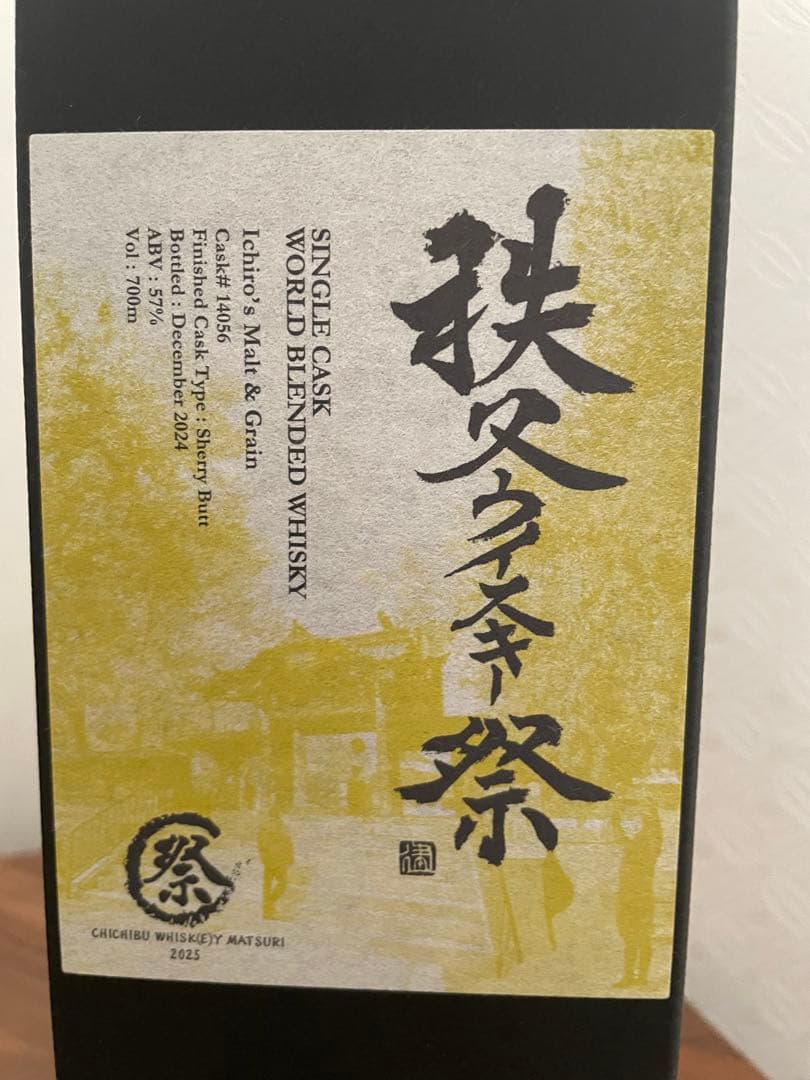 秩父ウイスキー祭
SINGLE CASK
WORLD BLENDED WHISKY
Ichiro's Malt & Grain
Cask# 14056
Finished Cask Type : Sherry Butt
Bottled : December 2024
ABV : 57%
Vol : 700m
祭
CHICHIBU WHISK(E)Y MATSURI
2025